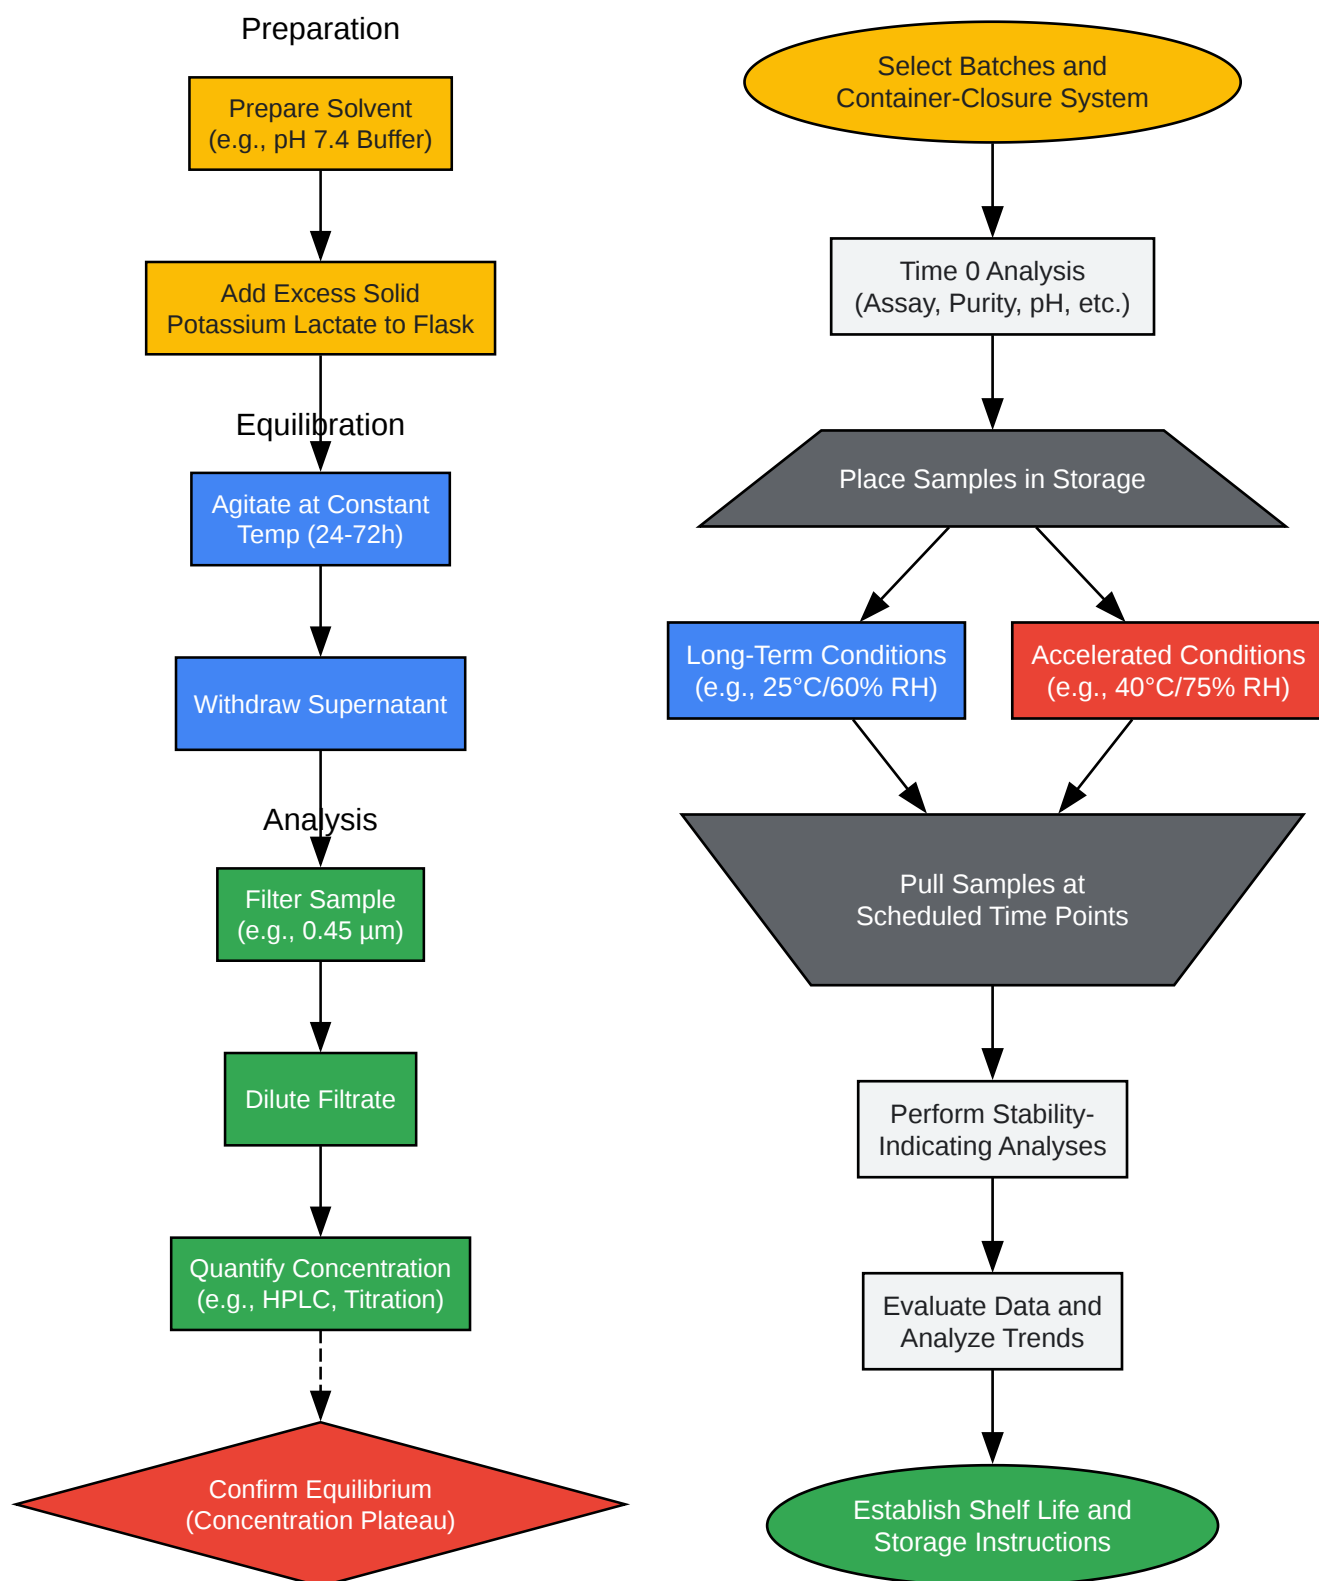 Preparation
Prepare Solvent
(e.g., pH 7.4 Buffer)
Add Excess Solid
Potassium Lactate to Flask
Equilibration
Agitate at Constant
Temp (24-72h)
Withdraw Supernatant
Analysis
Filter Sample
(e.g., 0.45 µm)
Dilute Filtrate
Quantify Concentration
(e.g., HPLC, Titration)
Confirm Equilibrium
(Concentration Plateau)
Select Batches and
Container-Closure System
Time 0 Analysis
(Assay, Purity, pH, etc.)
Place Samples in Storage
Long-Term Conditions
(e.g., 25°C/60% RH)
Accelerated Conditions
(e.g., 40°C/75% RH)
Pull Samples at
Scheduled Time Points
Perform Stability-
Indicating Analyses
Evaluate Data and
Analyze Trends
Establish Shelf Life and
Storage Instructions